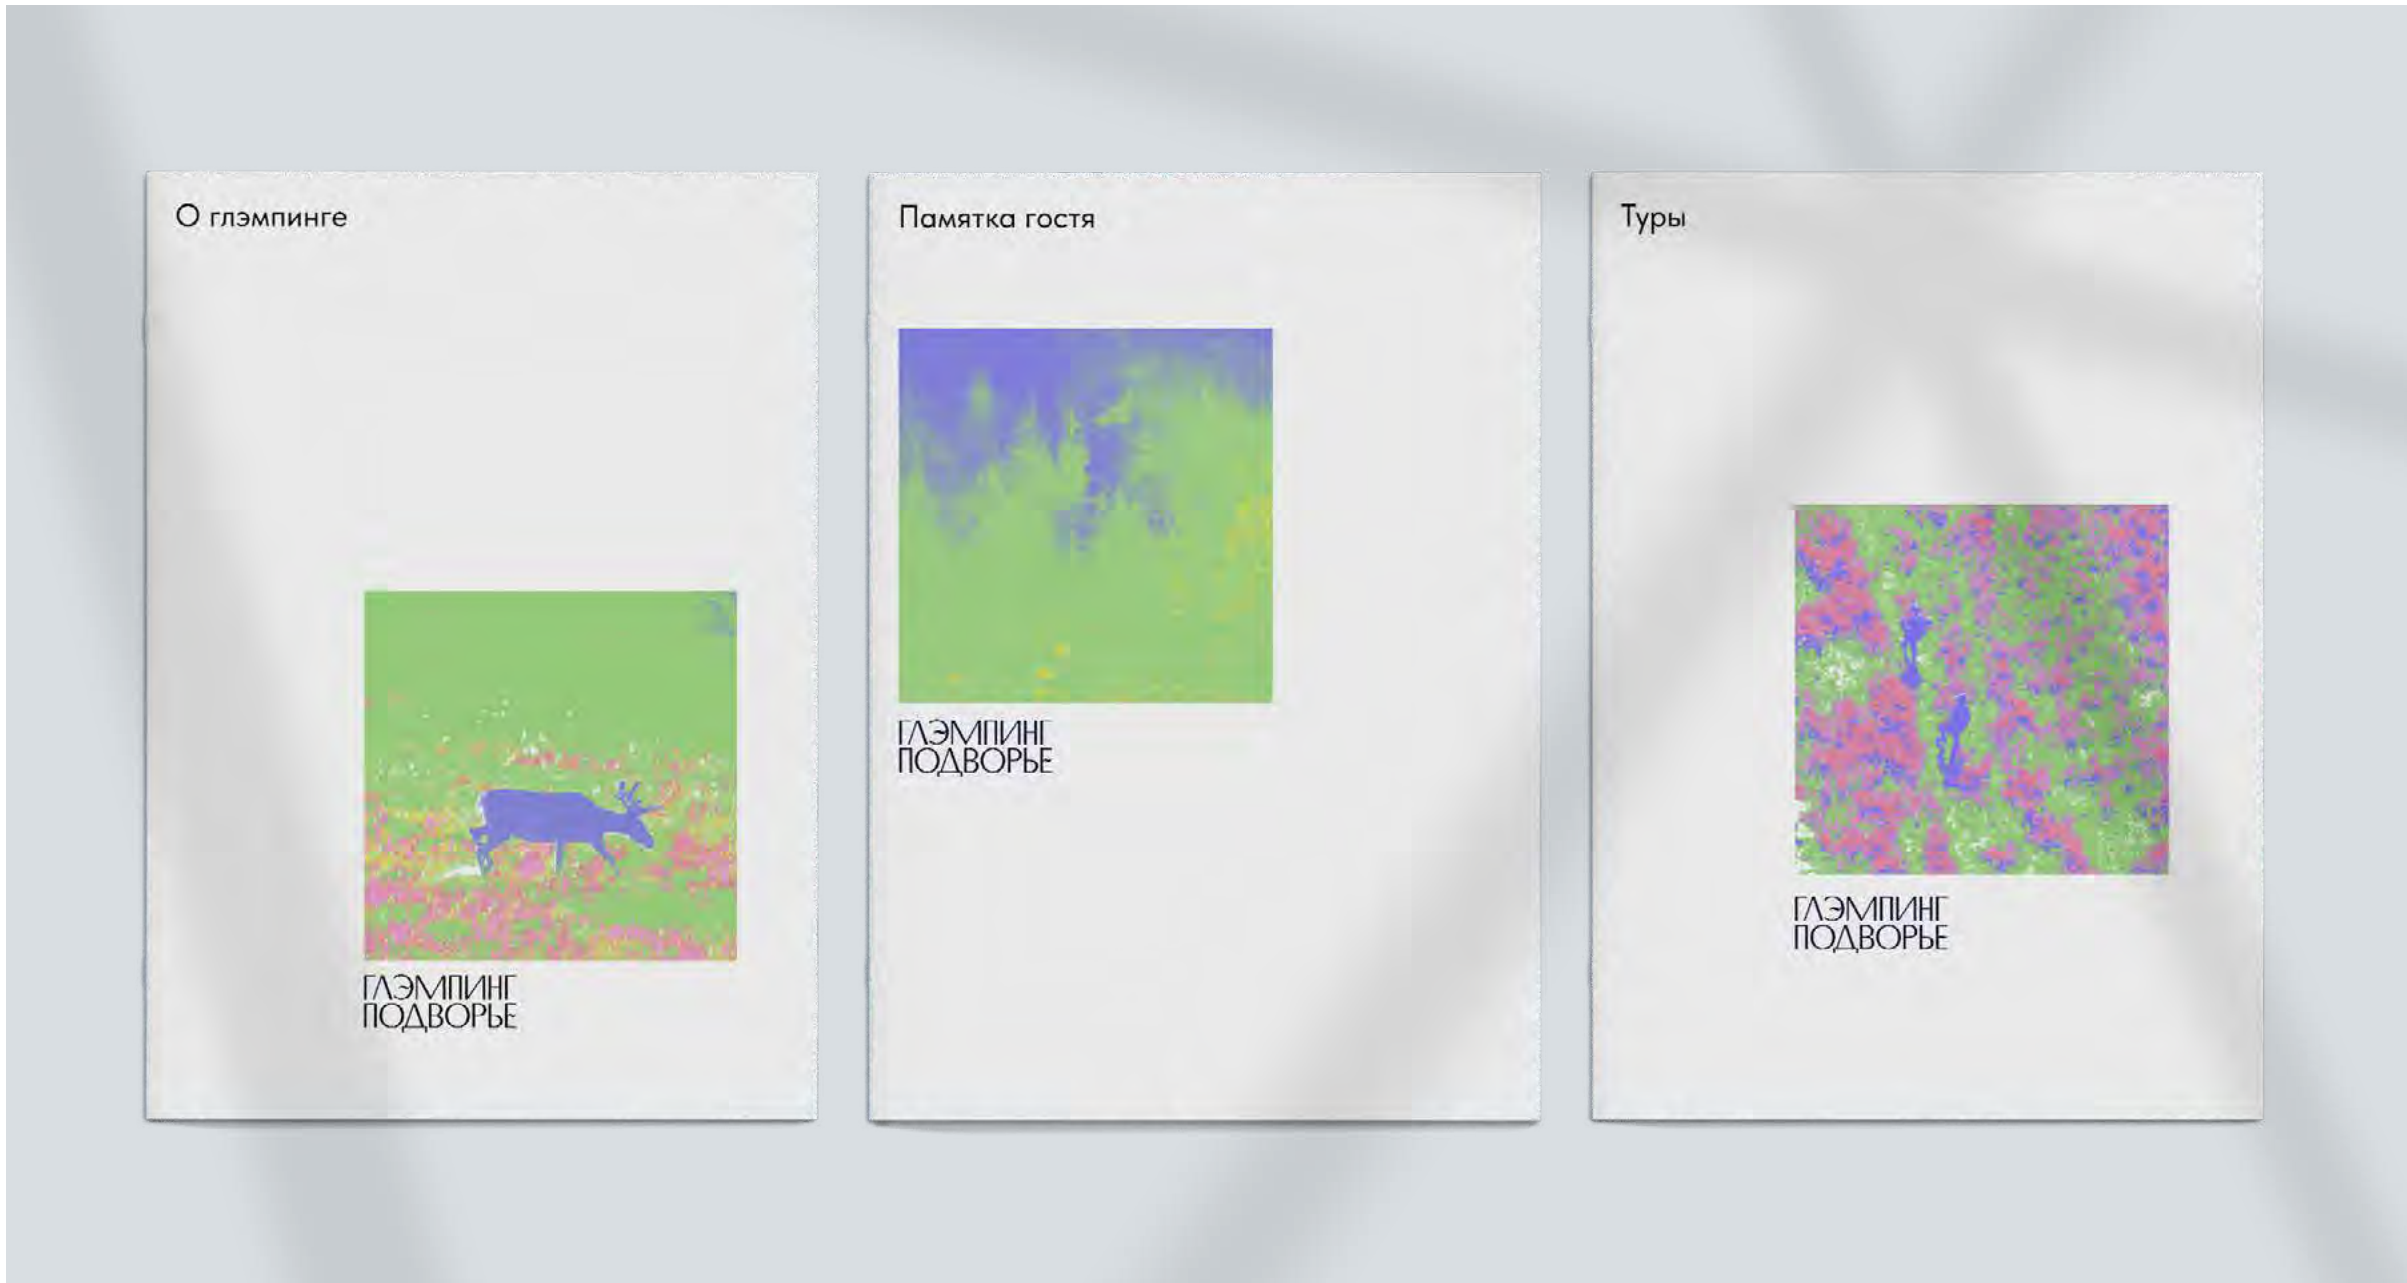 О глэмпинге
ГЛЭМПИНГ
ПОДВОРЬЕ
Памятка гостя
ГЛЭМПИНГ
ПОДВОРЬЕ
Туры
ГЛЭМПИНГ
ПОДВОРЬЕ